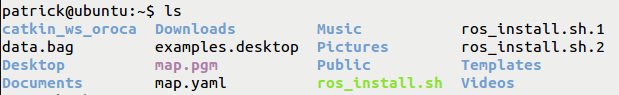 patrick@ubuntu:~$ ls
catkin_ws_oroca Downloads Music ros_install.sh.1
data.bag examples.desktop Pictures ros_install.sh.2
Desktop map.pgm Public Templates
Documents map.yaml ros_install.sh Videos